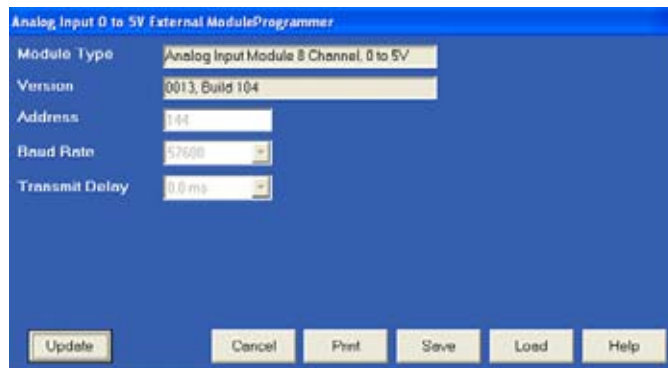 Analog Input 0 to 5V External ModuleProgrammer
Module Type Analog Input Module 8 Channel, 0 to 5V
Version 0013, Build 104
Address 144
Baud Rate 57600
Transmit Delay 0.0 ms
Update Cancel Print Save Load Help